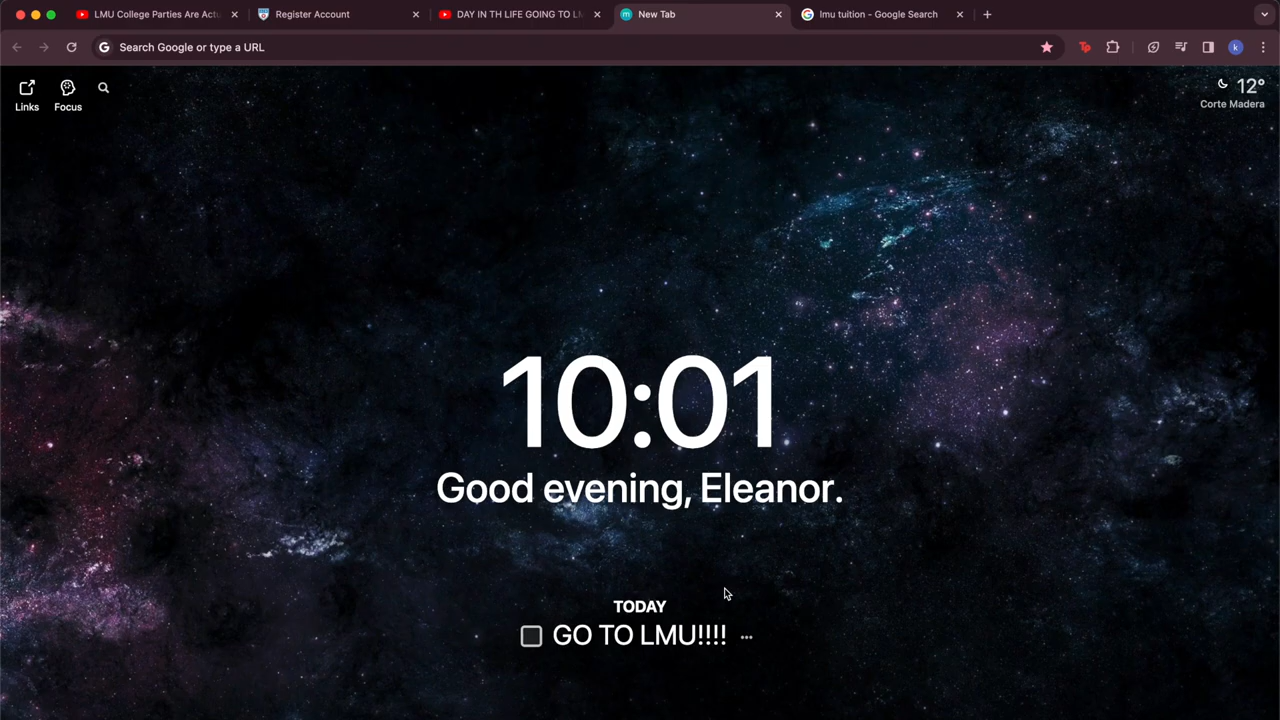 LMU College Parties Are Actu
Register Account
DAY IN TH LIFE GOING TO LM
New Tab
lmu tuition - Google Search
Search Google or type a URL
k
Links
Focus
12°
Corte Madera
10:01
Good evening, Eleanor.
TODAY
GO TO LMU!!!!